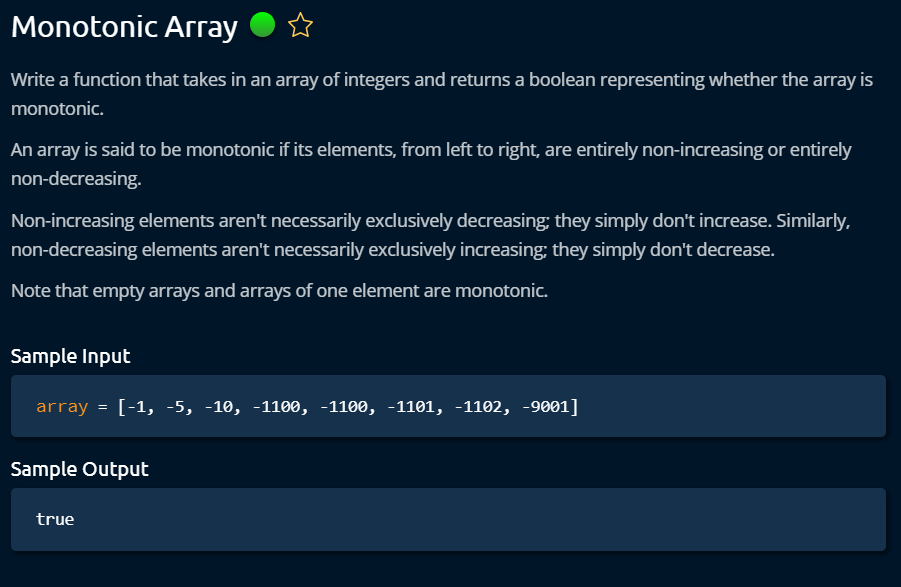 Monotonic Array
Write a function that takes in an array of integers and returns a boolean representing whether the array is
monotonic.
An array is said to be monotonic if its elements, from left to right, are entirely non-increasing or entirely
non-decreasing.
Non-increasing elements aren't necessarily exclusively decreasing; they simply don't increase. Similarly,
non-decreasing elements aren't necessarily exclusively increasing; they simply don't decrease.
Note that empty arrays and arrays of one element are monotonic.
Sample Input
array = [-1, -5, -10, -1100, -1100, -1101, -1102, -9001]
Sample Output
true